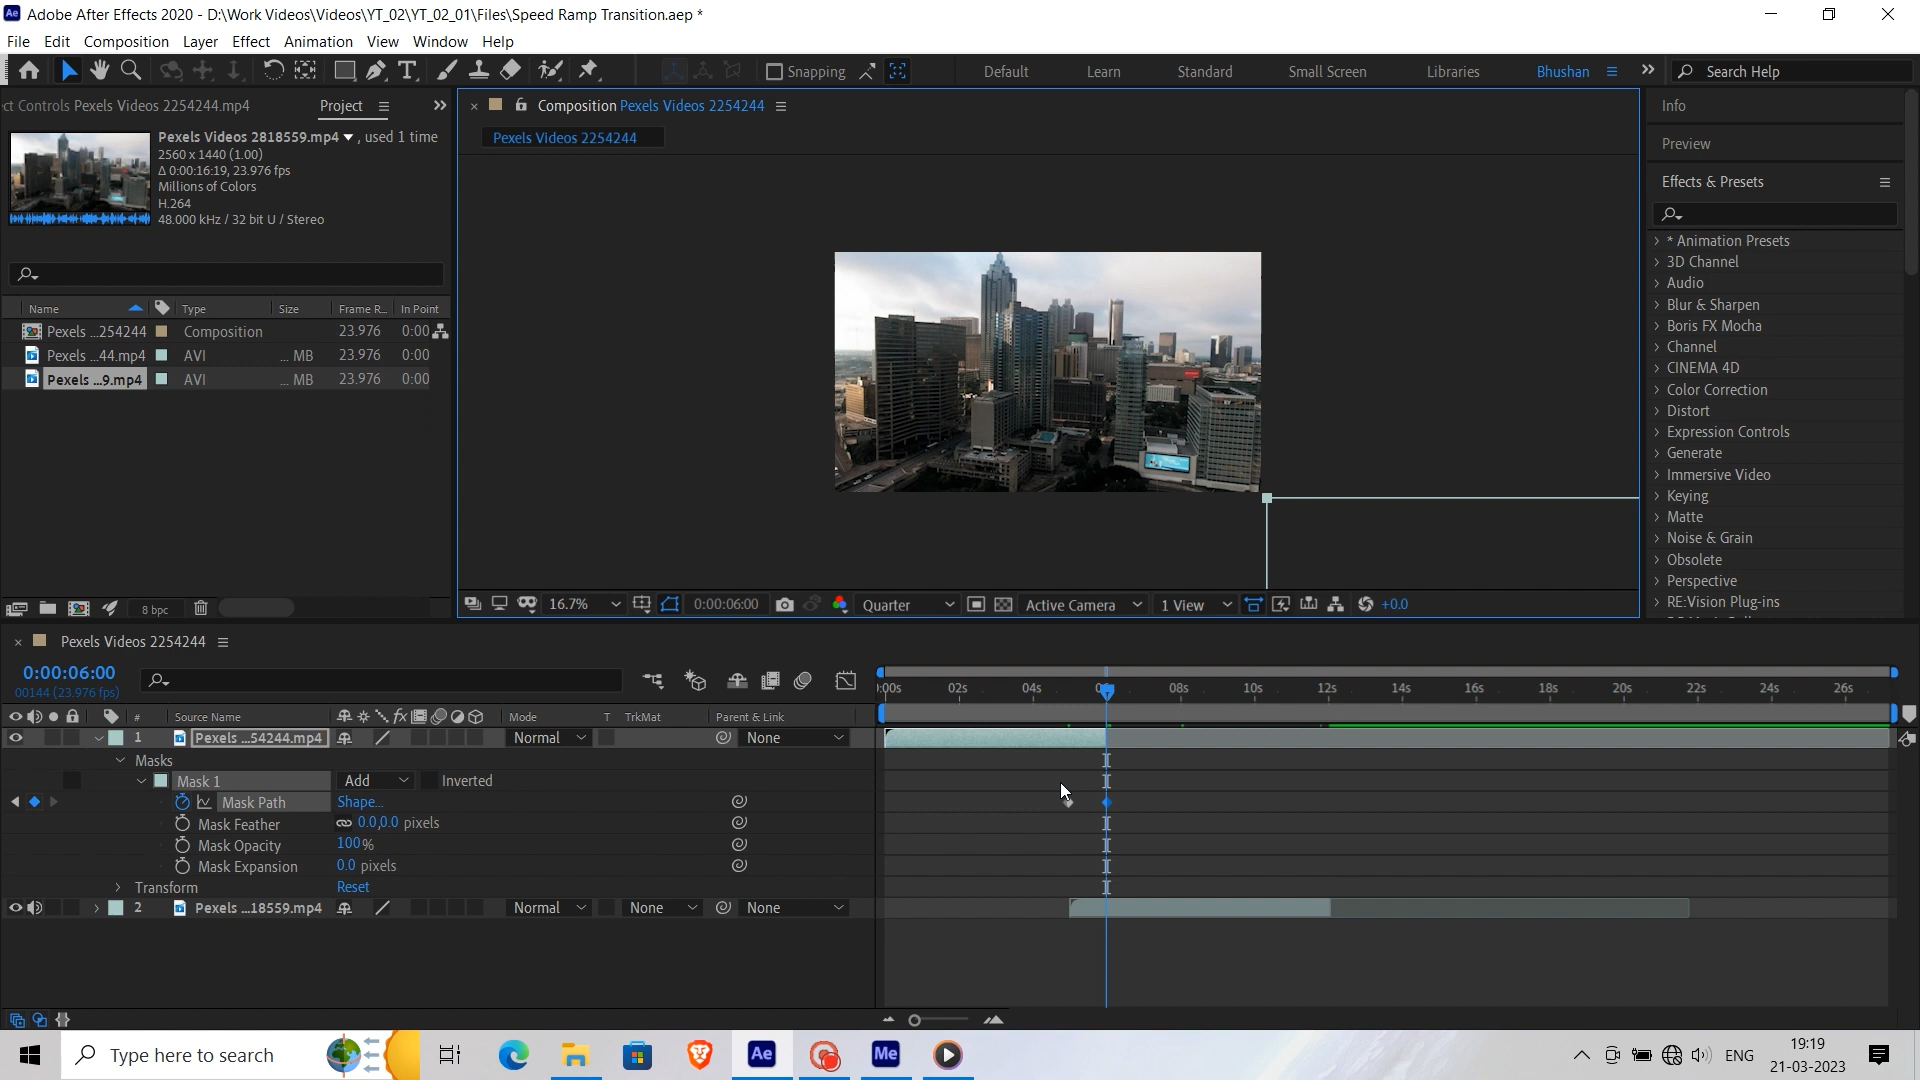 Adobe After Effects 2020 - D:\Work Videos\Videos\YT_02\YT_02_01\Files\Speed Ramp Transition.aep *
File Edit Composition Layer Effect Animation View Window Help
Snapping Default Learn Standard Small Screen Libraries Bhushan Search Help
ct Controls Pexels Videos 2254244.mp4 Project
Composition Pexels Videos 2254244
Pexels Videos 2254244
Pexels Videos 2818559.mp4 , used 1 time
2560 x 1440 (1.00)
Δ 0:00:16:19, 23.976 fps
Millions of Colors
H.264
48.000 kHz / 32 bit U / Stereo
Name Type Size Frame R... In Point
Pexels ...254244 Composition 23.976 0:00
Pexels ...44.mp4 AVI ... MB 23.976 0:00
Pexels ...9.mp4 AVI ... MB 23.976 0:00
8 bpc
16.7% 0:00:06:00 Quarter Active Camera 1 View +0.0
Info
Preview
Effects & Presets
* Animation Presets
3D Channel
Audio
Blur & Sharpen
Boris FX Mocha
Channel
CINEMA 4D
Color Correction
Distort
Expression Controls
Generate
Immersive Video
Keying
Matte
Noise & Grain
Obsolete
Perspective
RE:Vision Plug-ins
Pexels Videos 2254244
0:00:06:00
00144 (23.976 fps)
:00s 02s 04s 08s 10s 12s 14s 16s 18s 20s 22s 24s 26s
# Source Name Mode T TrkMat Parent & Link
1 Pexels ...54244.mp4 Normal None
Masks
Mask 1 Add Inverted
Mask Path Shape...
Mask Feather 0.0,0.0 pixels
Mask Opacity 100%
Mask Expansion 0.0 pixels
Transform Reset
2 Pexels ...18559.mp4 Normal None None
Type here to search
Ae Me
ENG
19:19
21-03-2023